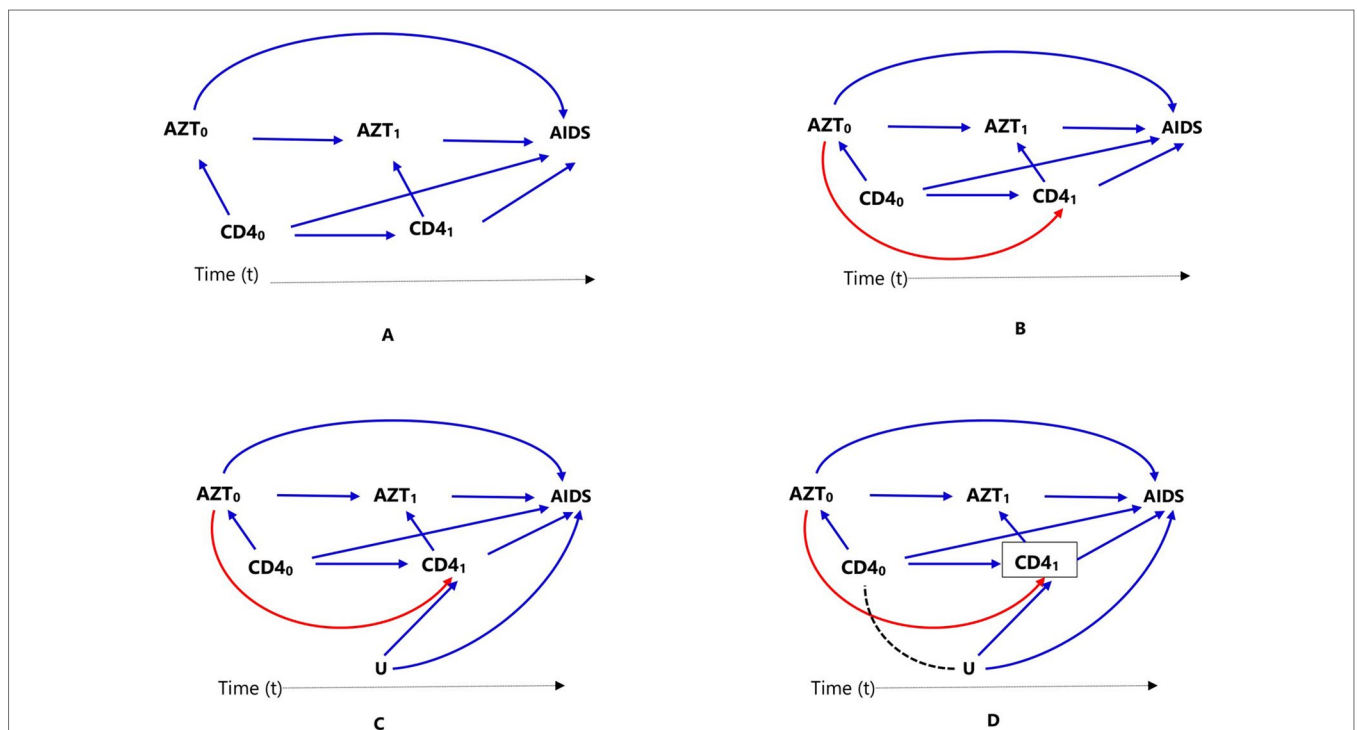 AZT₀ AZT₁ AIDS
CD4₀ CD4₁
Time (t)
A
AZT₀ AZT₁ AIDS
CD4₀ CD4₁
Time (t)
B
AZT₀ AZT₁ AIDS
CD4₀ CD4₁
U
Time (t)
C
AZT₀ AZT₁ AIDS
CD4₀ CD4₁
U
Time (t)
D